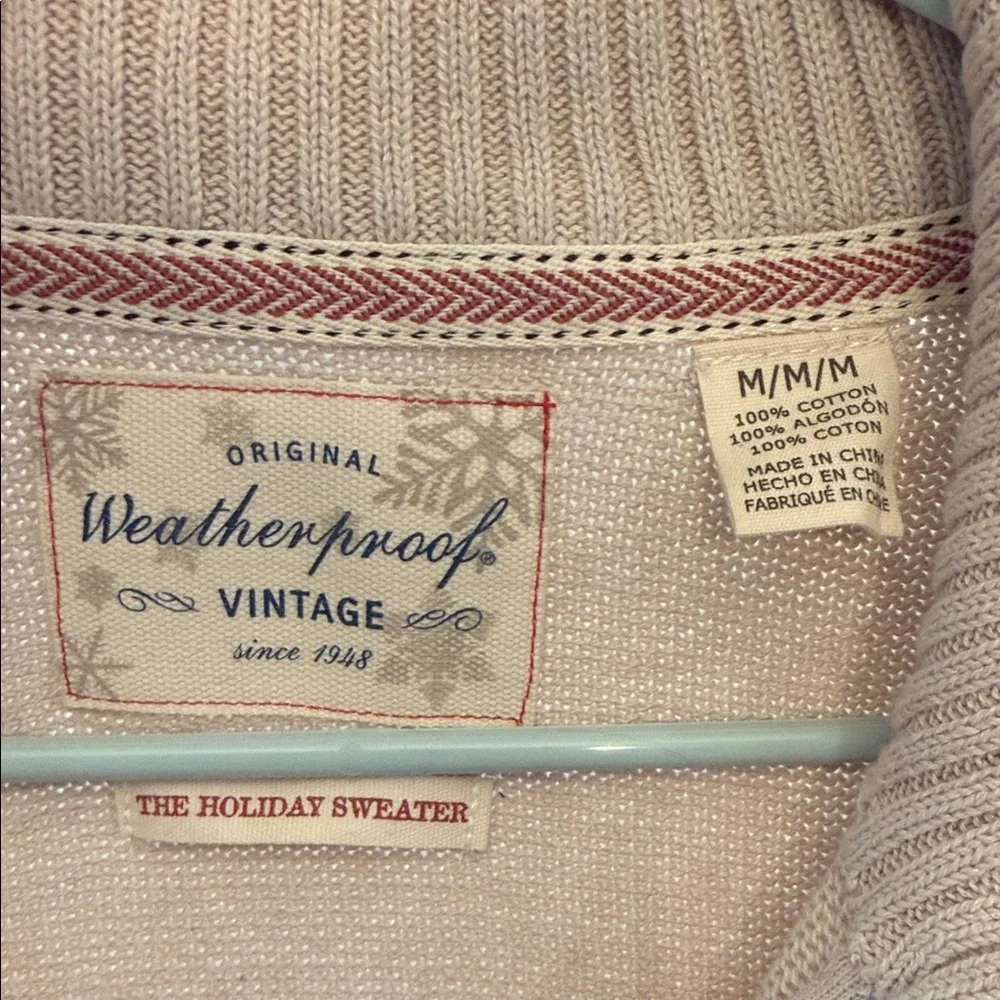 ORIGINAL
Weatherproof®
VINTAGE
since 1948
THE HOLIDAY SWEATER
M/M/M
100% COTTON
100% ALGODÓN
100% COTON
MADE IN CHINA
HECHO EN CHINA
FABRIQUÉ EN CHINE